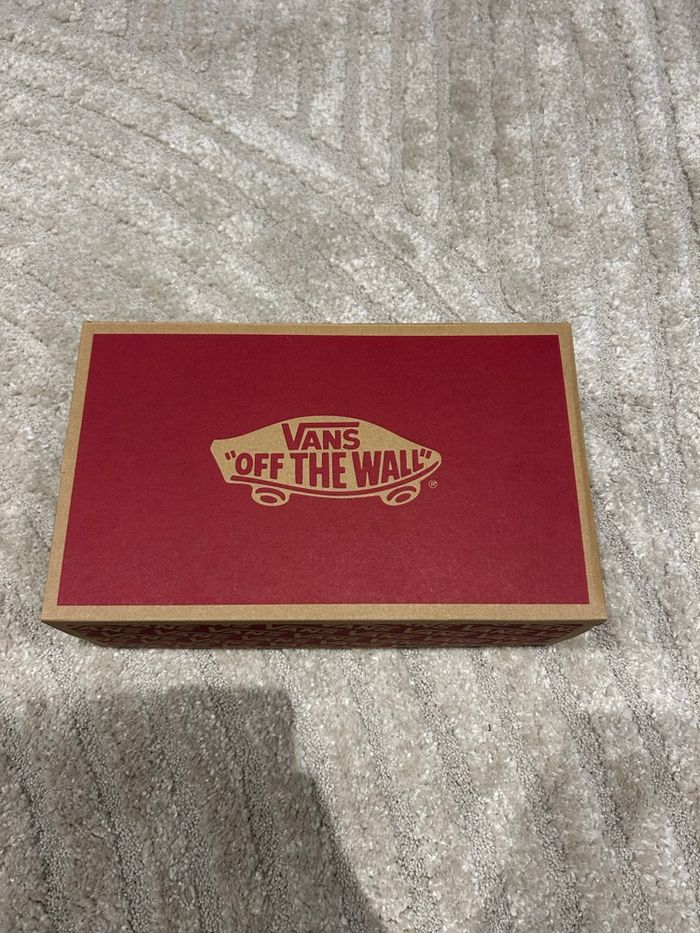 VANS
"OFF THE WALL"
®